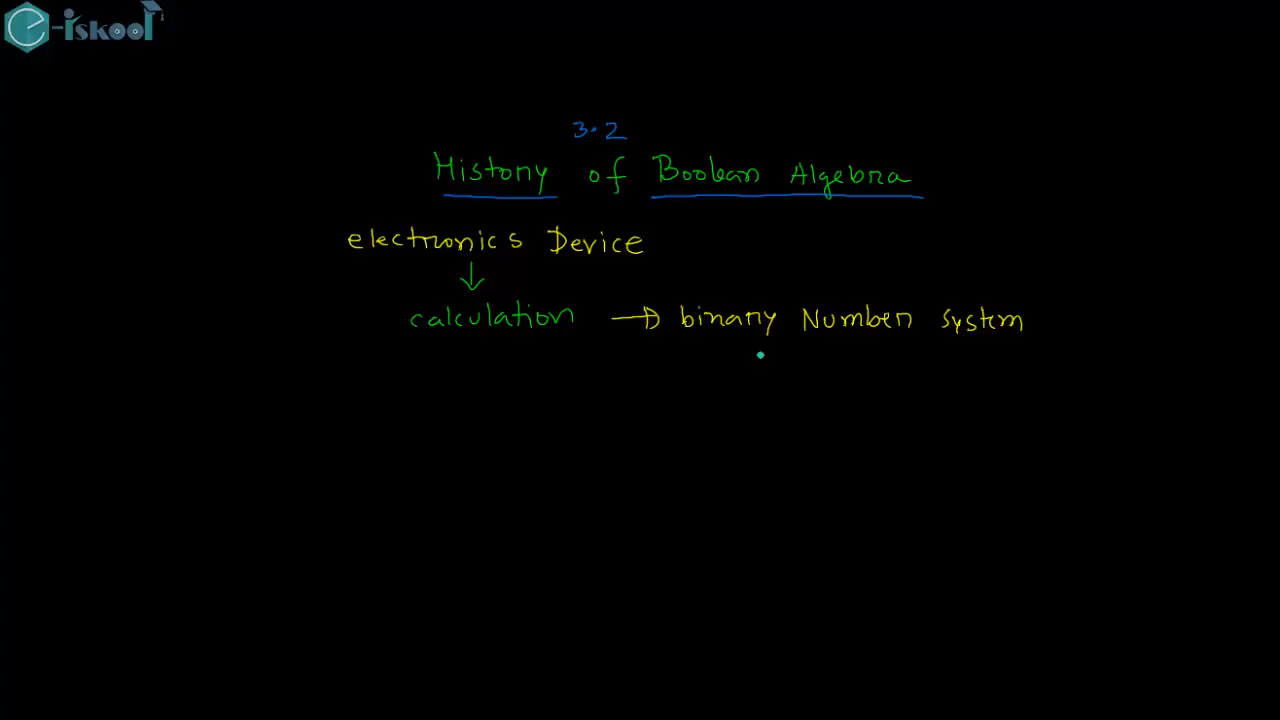 e-iskool
3.2
History of Boolean Algebra
electronics Device
↓
calculation → binary Number System